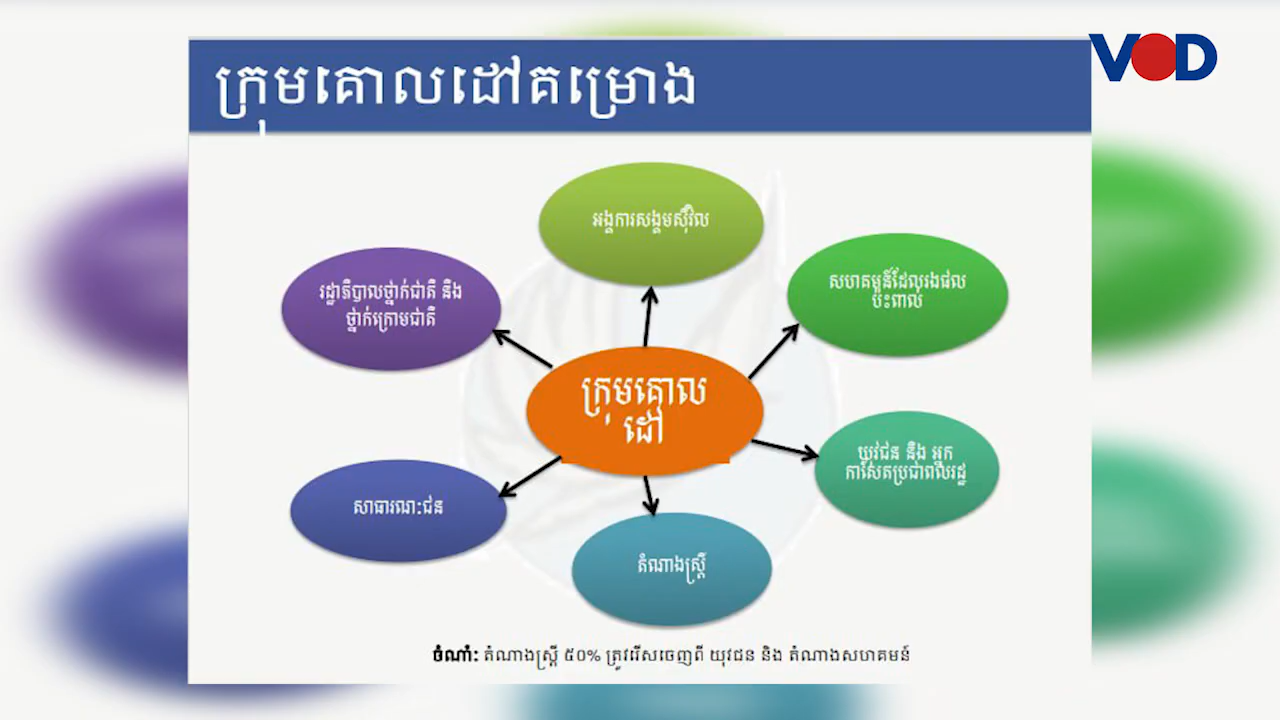 VOD
ក្រុមគោលដៅគម្រោង
អង្គការសង្គមស៊ីវិល
សហគមន៍ដែលរងផល
ប៉ះពាល់
រដ្ឋាភិបាលថ្នាក់ជាតិ និង
ថ្នាក់ក្រោមជាតិ
ក្រុមគោល
ដៅ
យុវជន និង អ្នក
កាសែតប្រជាពលរដ្ឋ
សាធារណៈជន
តំណាងស្ត្រី
ចំណាំ: តំណាងស្ត្រី ៥០% ត្រូវរើសចេញពី យុវជន និង តំណាងសហគមន៍